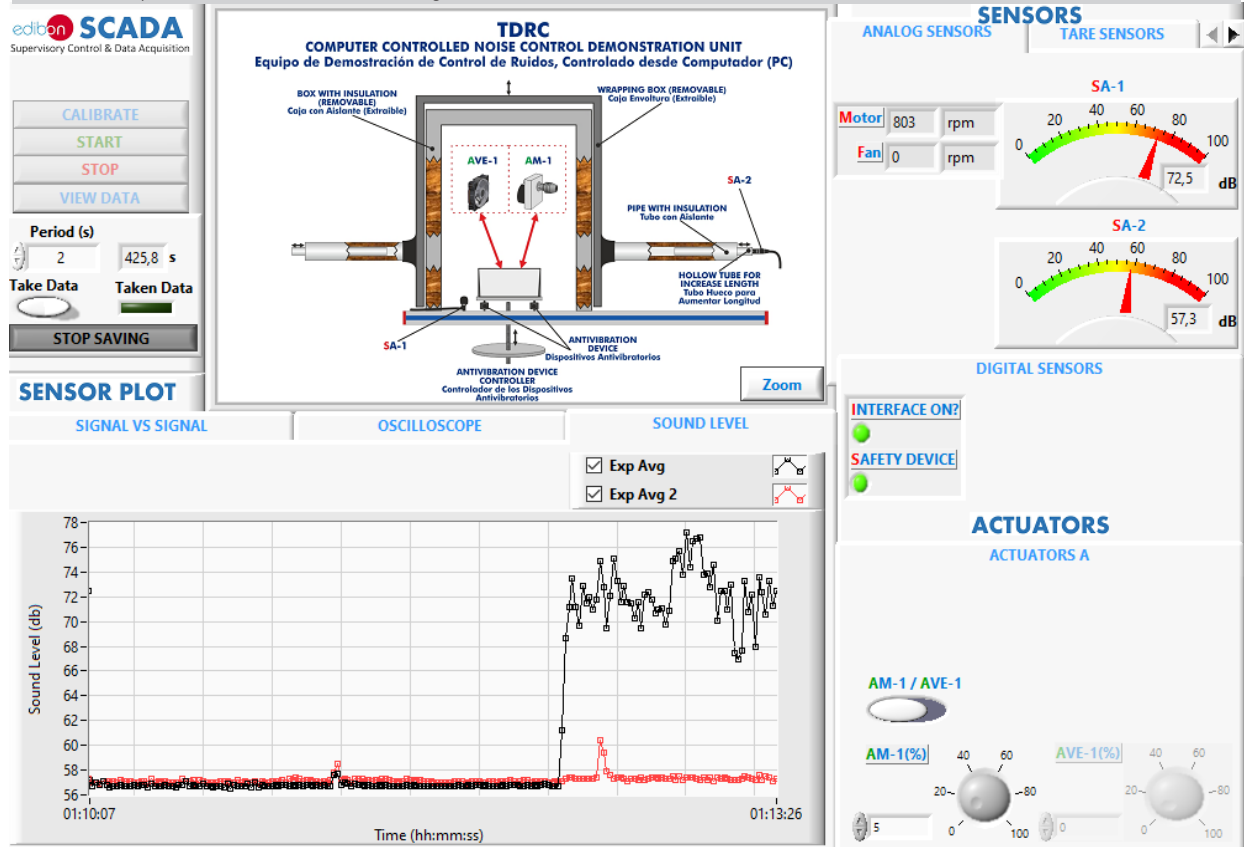 edibon SCADA
Supervisory Control & Data Acquisition
CALIBRATE
START
STOP
VIEW DATA
Period (s)
2
425,8 s
Take Data
Taken Data
STOP SAVING
TDRC
COMPUTER CONTROLLED NOISE CONTROL DEMONSTRATION UNIT
Equipo de Demostración de Control de Ruidos, Controlado desde Computador (PC)
BOX WITH INSULATION
(REMOVABLE)
Caja con Aislante (Extraible)
WRAPPING BOX (REMOVABLE)
Caja Envoltura (Extraible)
AVE-1
AM-1
SA-2
PIPE WITH INSULATION
Tubo con Aislante
HOLLOW TUBE FOR
INCREASE LENGTH
Tubo Hueco para
Aumentar Longitud
SA-1
ANTIVIBRATION
DEVICE
Dispositivos Antivibratorios
ANTIVIBRATION DEVICE
CONTROLLER
Controlador de los Dispositivos
Antivibratorios
Zoom
SENSORS
ANALOG SENSORS
TARE SENSORS
Motor 803 rpm
Fan 0 rpm
SA-1
0 20 40 60 80 100
72,5 dB
SA-2
0 20 40 60 80 100
57,3 dB
DIGITAL SENSORS
INTERFACE ON?
SAFETY DEVICE
SENSOR PLOT
SIGNAL VS SIGNAL
OSCILLOSCOPE
SOUND LEVEL
Exp Avg
Exp Avg 2
Sound Level (db)
78
76
74
72
70
68
66
64
62
60
58
56
01:10:07
01:13:26
Time (hh:mm:ss)
ACTUATORS
ACTUATORS A
AM-1 / AVE-1
AM-1(%)
5
0 20 40 60 80 100
AVE-1(%)
0
0 20 40 60 80 100